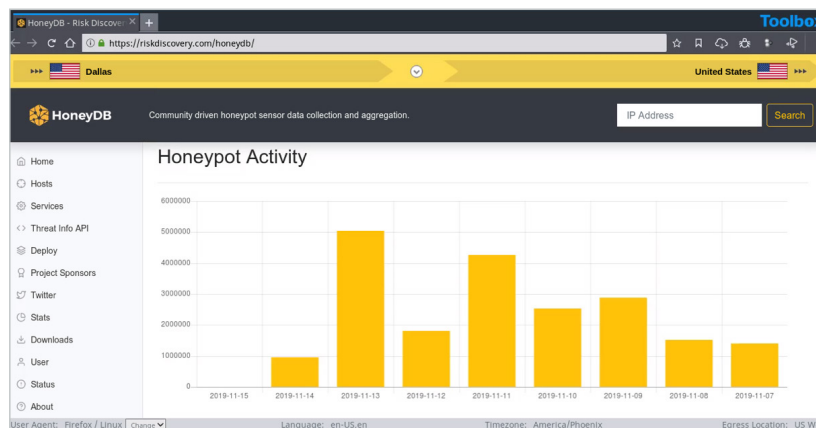 HoneyDB - Risk Discover
Toolbo
https://riskdiscovery.com/honeydb/
Dallas
United States
HoneyDB
Community driven honeypot sensor data collection and aggregation.
IP Address
Search
Home
Hosts
Services
Threat Info API
Deploy
Project Sponsors
Twitter
Stats
Downloads
User
Status
About
Honeypot Activity
6000000
5000000
4000000
3000000
2000000
1000000
0
2019-11-15 2019-11-14 2019-11-13 2019-11-12 2019-11-11 2019-11-10 2019-11-09 2019-11-08 2019-11-07
User Agent: Firefox / Linux Change Language: en-US,en Timezone: America/Phoenix Egress Location: US W